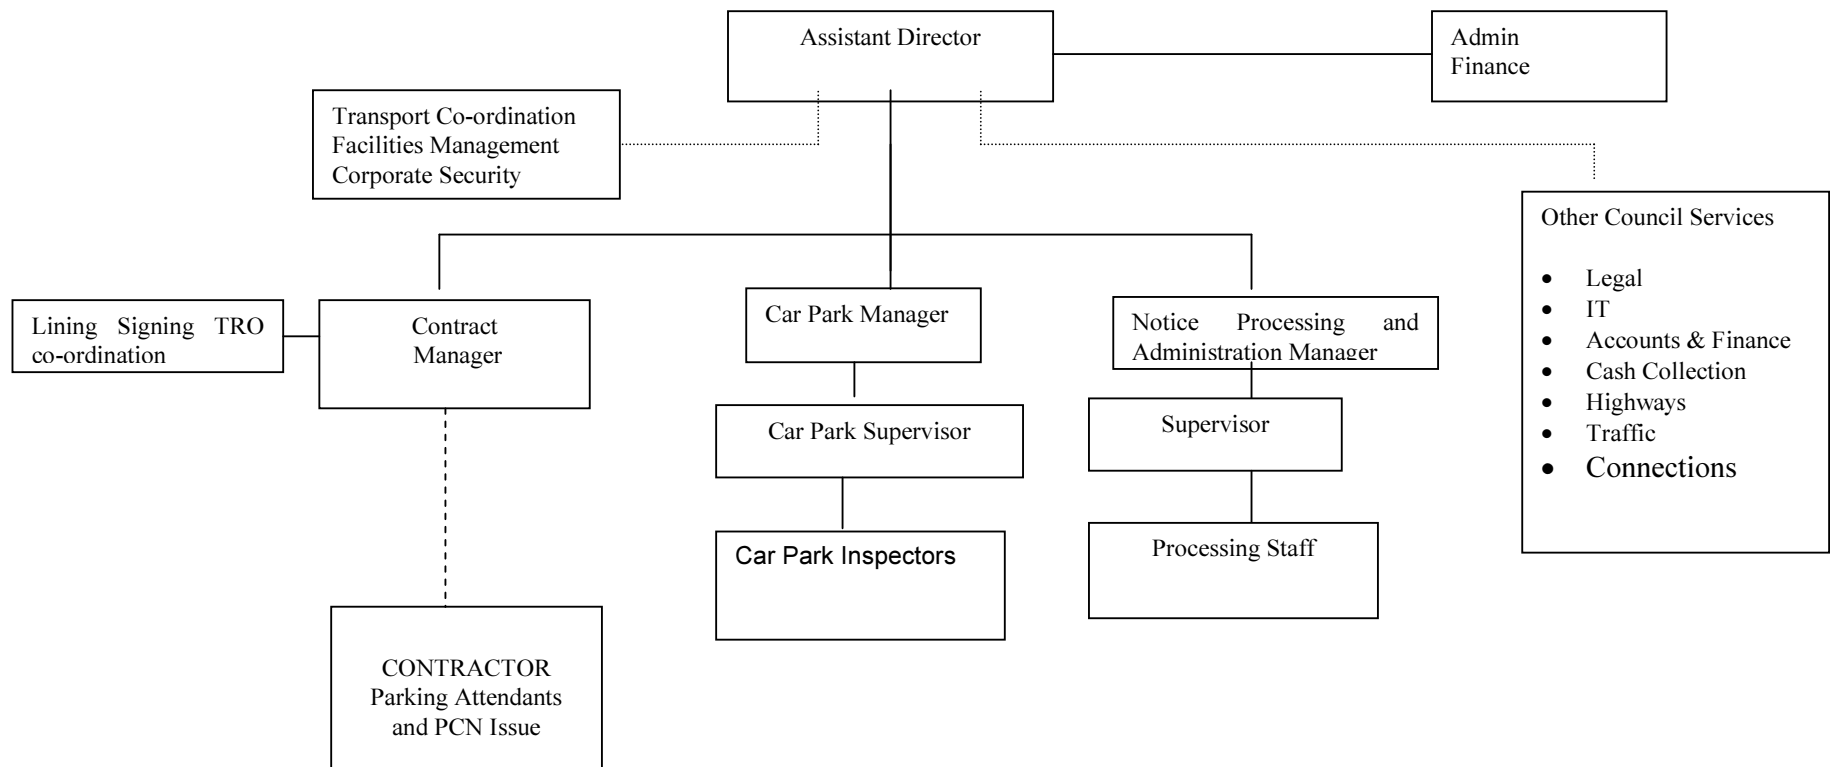 Assistant Director
Admin
Finance
Transport Co-ordination
Facilities Management
Corporate Security
Other Council Services
• Legal
• IT
• Accounts & Finance
• Cash Collection
• Highways
• Traffic
• Connections
Lining Signing TRO
co-ordination
Contract
Manager
Car Park Manager
Notice Processing and
Administration Manager
Car Park Supervisor
Supervisor
Car Park Inspectors
Processing Staff
CONTRACTOR
Parking Attendants
and PCN Issue